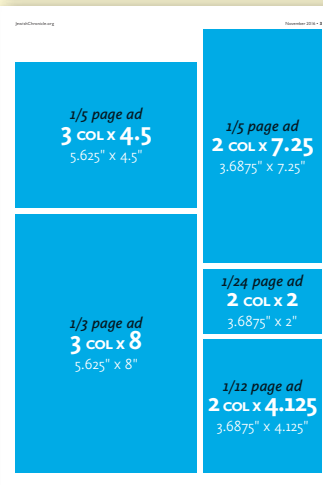 JewishChronicle.org
November 2016 •
1/5 page ad
3 COL X 4.5
5.625" x 4.5"
1/5 page ad
2 COL X 7.25
3.6875" x 7.25"
1/24 page ad
2 COL X 2
3.6875" x 2"
1/3 page ad
3 COL X 8
5.625" x 8"
1/12 page ad
2 COL X 4.125
3.6875" x 4.125"